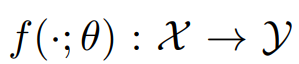 f(·; θ) : 𝒳 → 𝒴